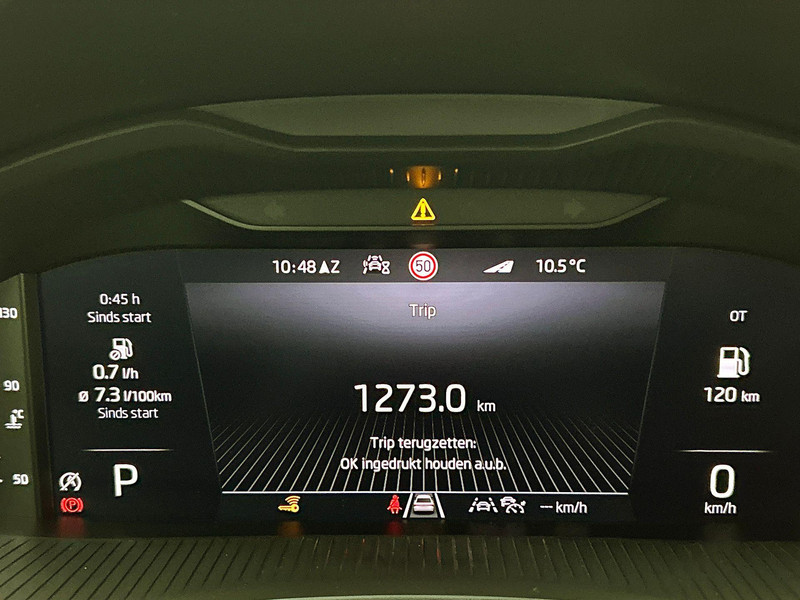 10:48 Z
50
10.5°C
130
90
°C
50
0:45 h
Sinds start
0.7 l/h
Ø 7.3 l/100km
Sinds start
P
P
Trip
1273.0 km
Trip terugzetten:
OK ingedrukt houden a.u.b.
--- km/h
OT
120 km
0
km/h